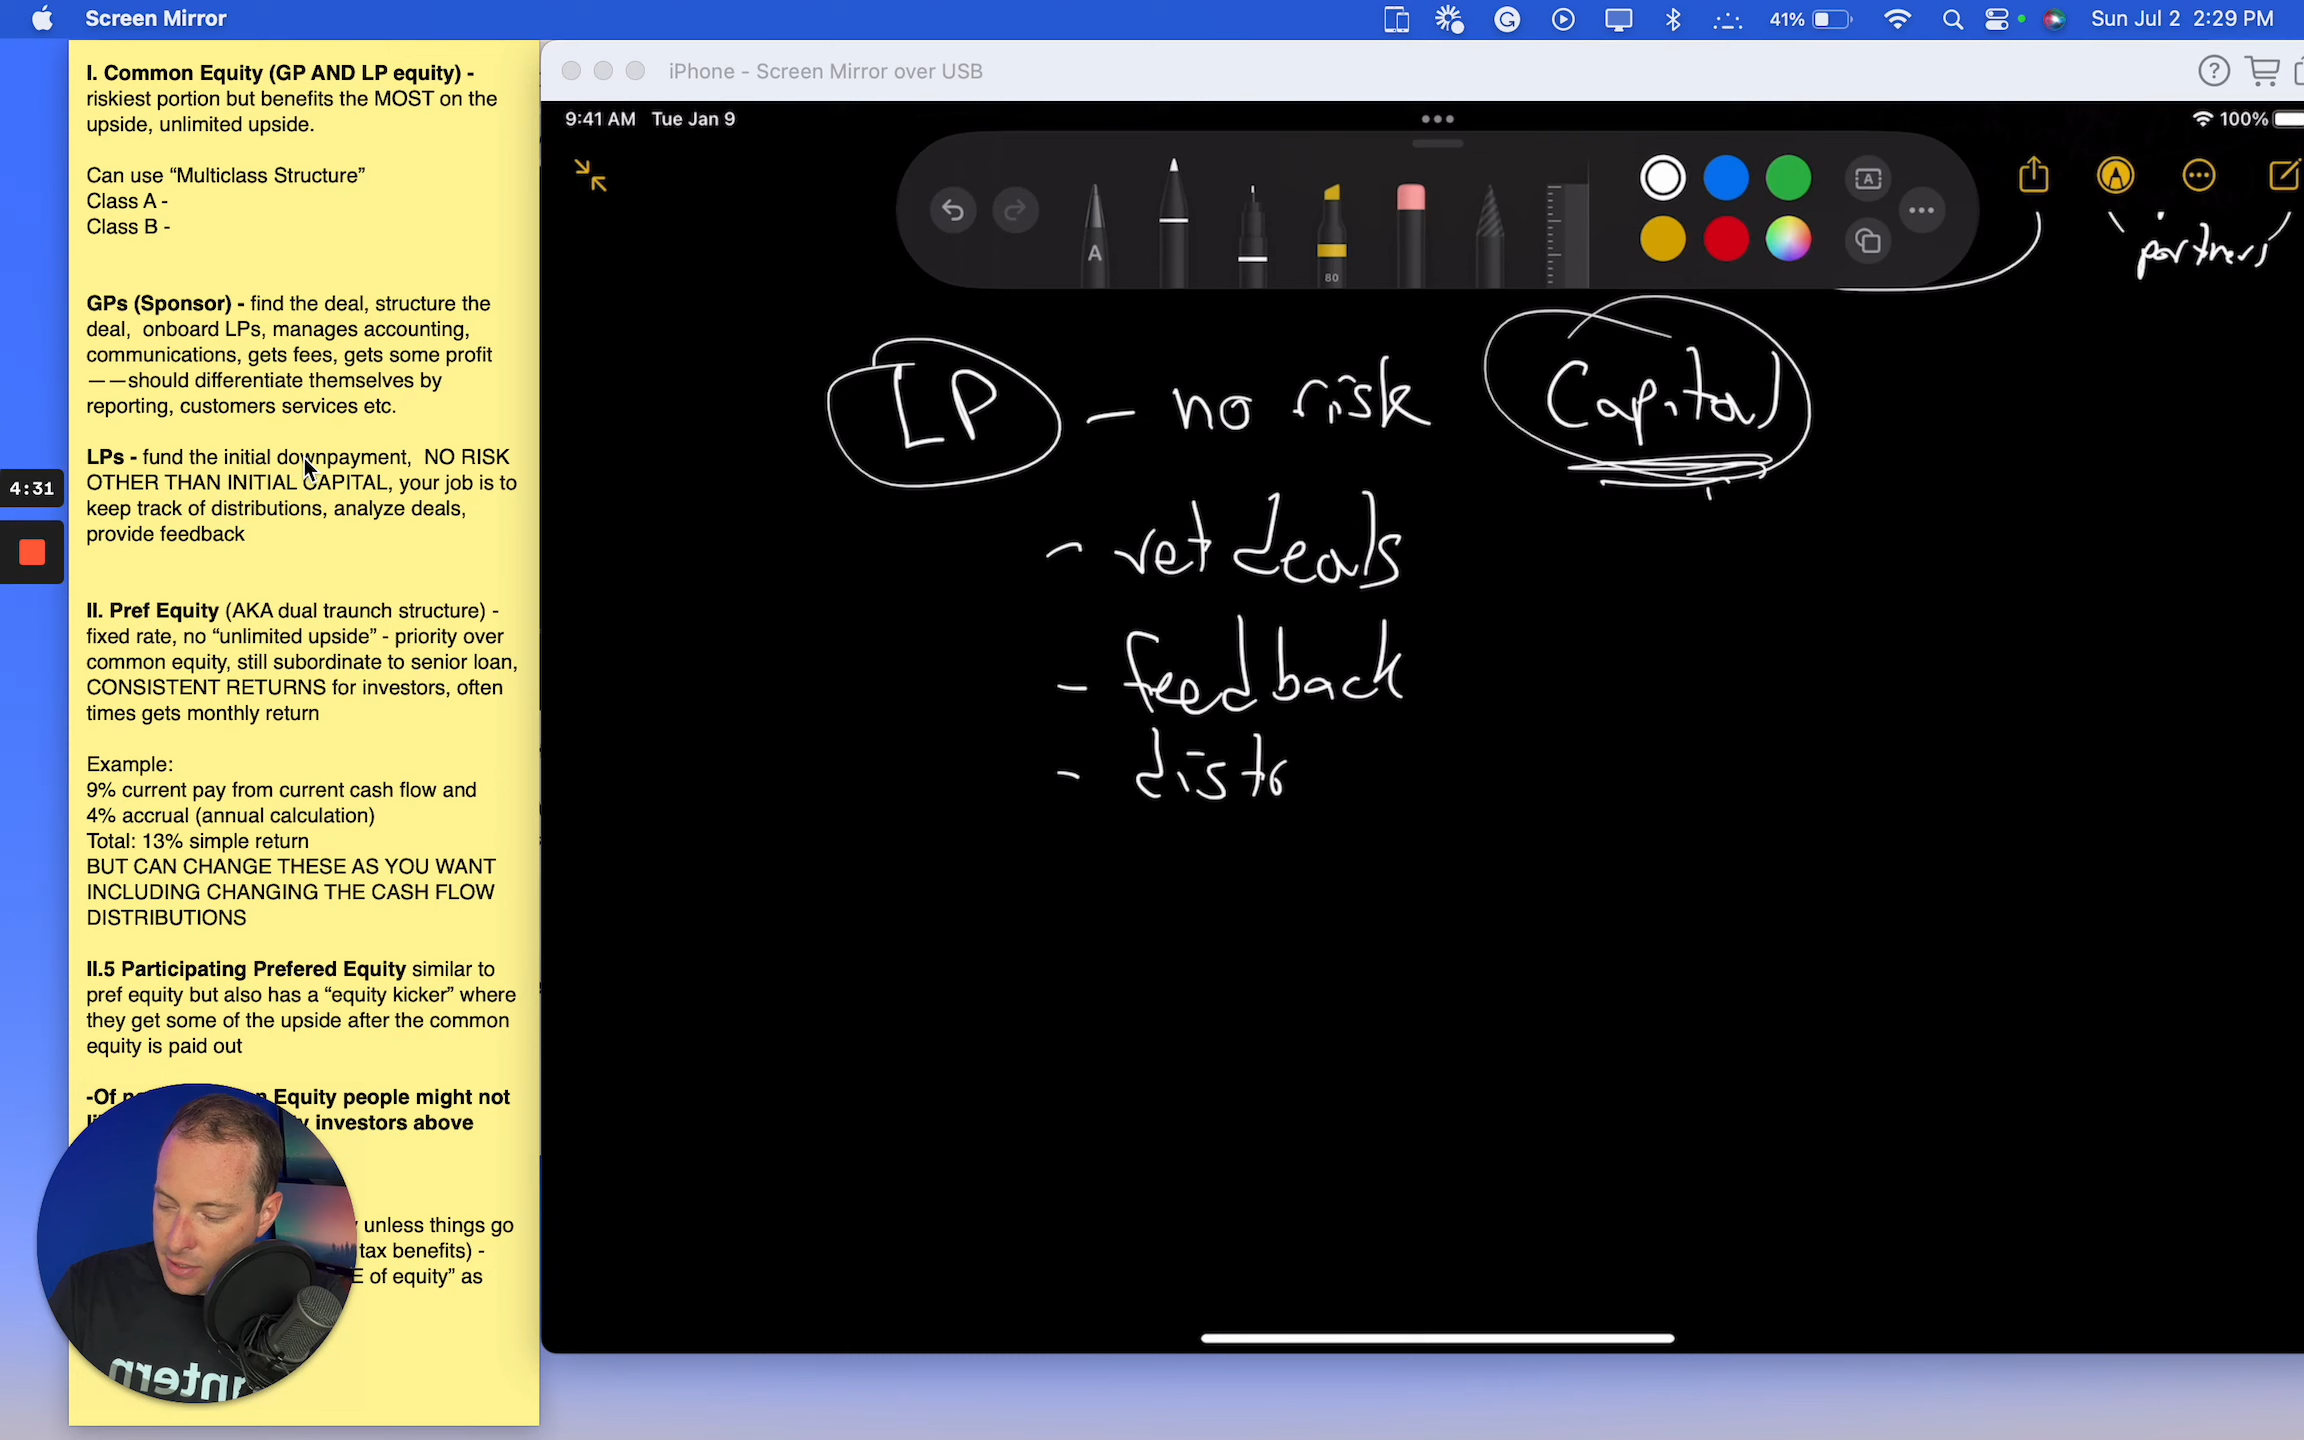 Screen Mirror
41%
Sun Jul 2 2:29 PM
I. Common Equity (GP AND LP equity) -
riskiest portion but benefits the MOST on the
upside, unlimited upside.
Can use “Multiclass Structure”
Class A -
Class B -
GPs (Sponsor) - find the deal, structure the
deal, onboard LPs, manages accounting,
communications, gets fees, gets some profit
——should differentiate themselves by
reporting, customers services etc.
LPs - fund the initial downpayment, NO RISK
OTHER THAN INITIAL CAPITAL, your job is to
keep track of distributions, analyze deals,
provide feedback
II. Pref Equity (AKA dual traunch structure) -
fixed rate, no “unlimited upside” - priority over
common equity, still subordinate to senior loan,
CONSISTENT RETURNS for investors, often
times gets monthly return
Example:
9% current pay from current cash flow and
4% accrual (annual calculation)
Total: 13% simple return
BUT CAN CHANGE THESE AS YOU WANT
INCLUDING CHANGING THE CASH FLOW
DISTRIBUTIONS
II.5 Participating Prefered Equity similar to
pref equity but also has a “equity kicker” where
they get some of the upside after the common
equity is paid out
-Of Equity people might not
investors above
unless things go
tax benefits) -
of equity” as
4:31
iPhone - Screen Mirror over USB
9:41 AM Tue Jan 9
100%
A
80
A
partners
LP - no risk Capital
- vet deals
- feedback
- distr